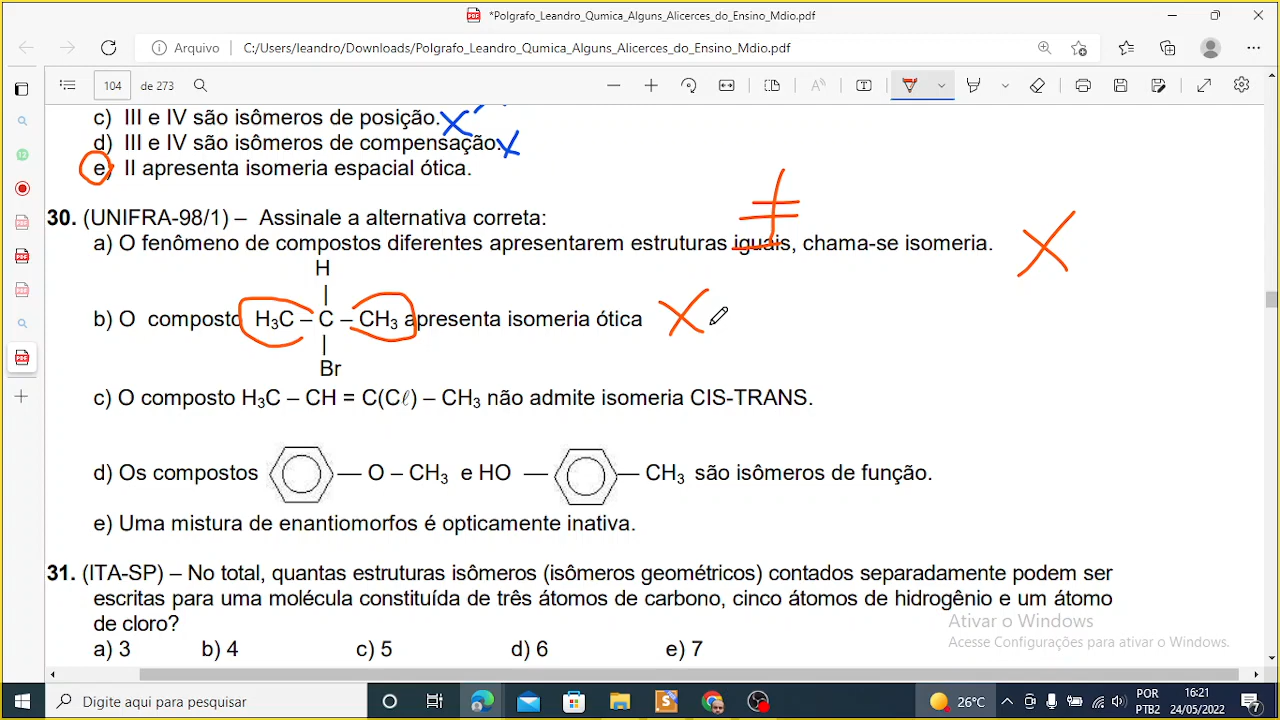 *Polgrafo_Leandro_Qumica_Alguns_Alicerces_do_Ensino_Mdio.pdf
Arquivo C:/Users/leandro/Downloads/Polgrafo_Leandro_Qumica_Alguns_Alicerces_do_Ensino_Mdio.pdf
104 de 273
c) III e IV são isômeros de posição.
d) III e IV são isômeros de compensação.
e) II apresenta isomeria espacial ótica.
30. (UNIFRA-98/1) – Assinale a alternativa correta:
a) O fenômeno de compostos diferentes apresentarem estruturas iguais, chama-se isomeria.
H
|
b) O composto H₃C – C – CH₃ apresenta isomeria ótica
|
Br
c) O composto H₃C – CH = C(Cℓ) – CH₃ não admite isomeria CIS-TRANS.
d) Os compostos — O – CH₃ e HO — — CH₃ são isômeros de função.
e) Uma mistura de enantiomorfos é opticamente inativa.
31. (ITA-SP) – No total, quantas estruturas isômeros (isômeros geométricos) contados separadamente podem ser
escritas para uma molécula constituída de três átomos de carbono, cinco átomos de hidrogênio e um átomo
de cloro?
a) 3 b) 4 c) 5 d) 6 e) 7
Ativar o Windows
Acesse Configurações para ativar o Windows.
Digite aqui para pesquisar
26°C
POR
PTB2
16:21
24/05/2022
7